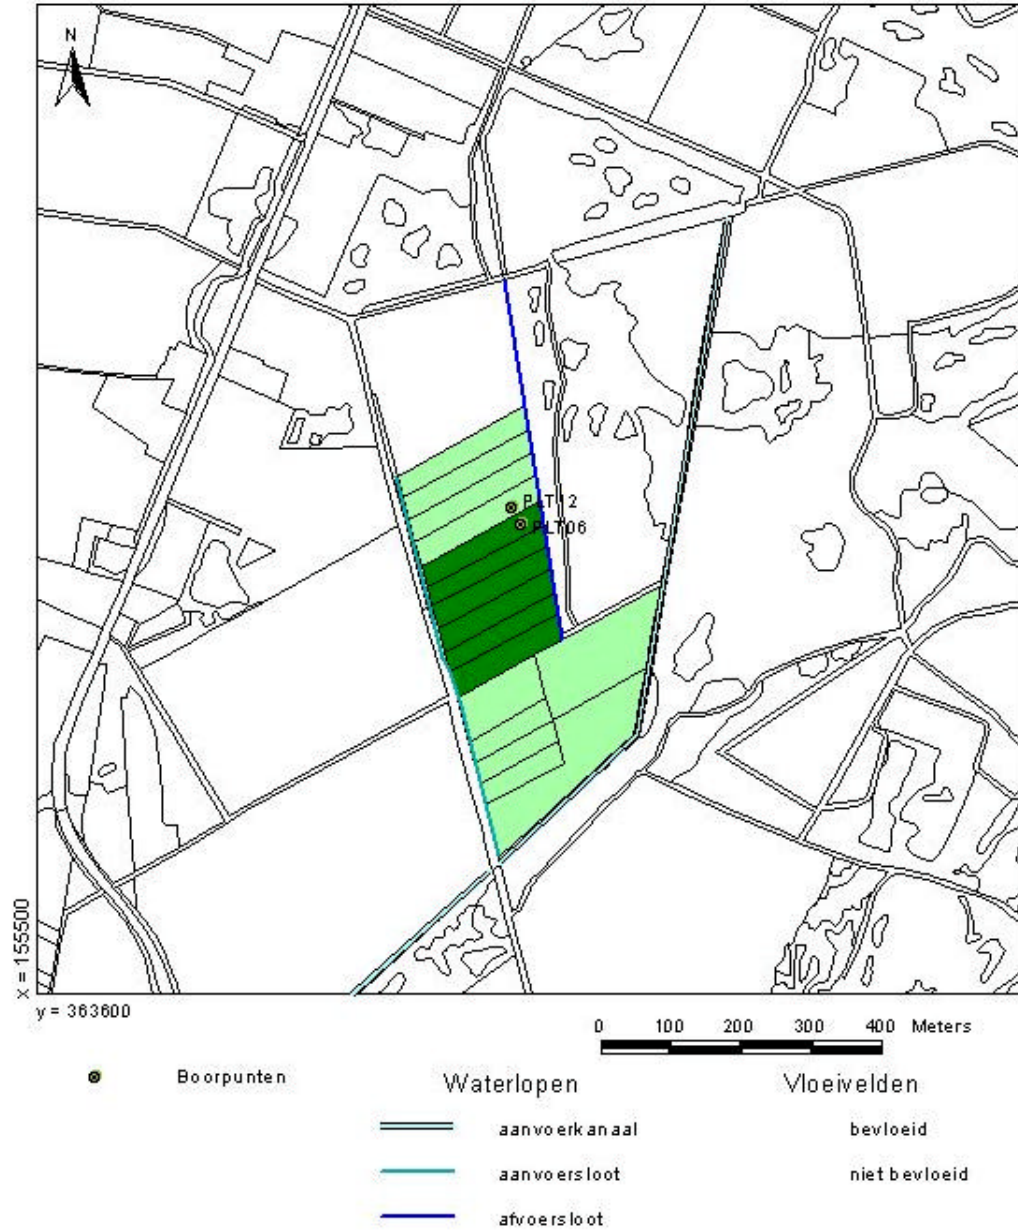 N
PLT12
PLT06
x = 155500
y = 363600
0 100 200 300 400 Meters
Boorpunten
Waterlopen
Vloeivelden
aanvoerkanaal
bevloeid
aanvoersloot
niet bevloeid
afvoersloot